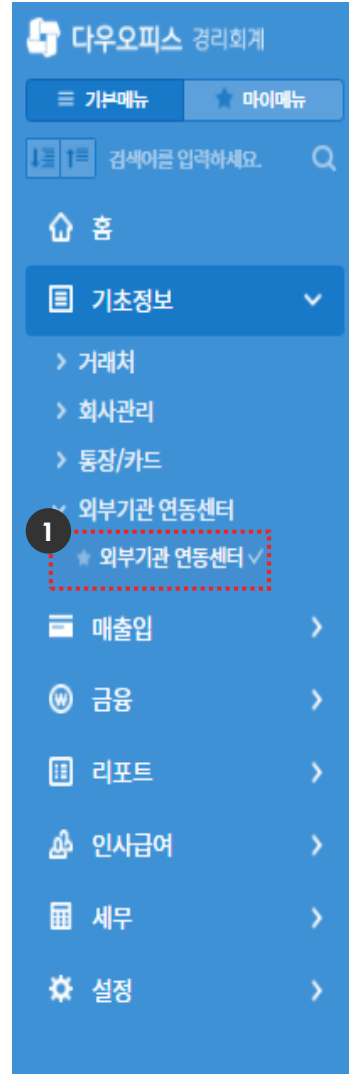 다우오피스 경리회계
기본메뉴 마이메뉴
검색어를 입력하세요.
홈
기초정보
거래처
회사관리
통장/카드
외부기관 연동센터
1
외부기관 연동센터
매출입
금융
리포트
인사급여
세무
설정